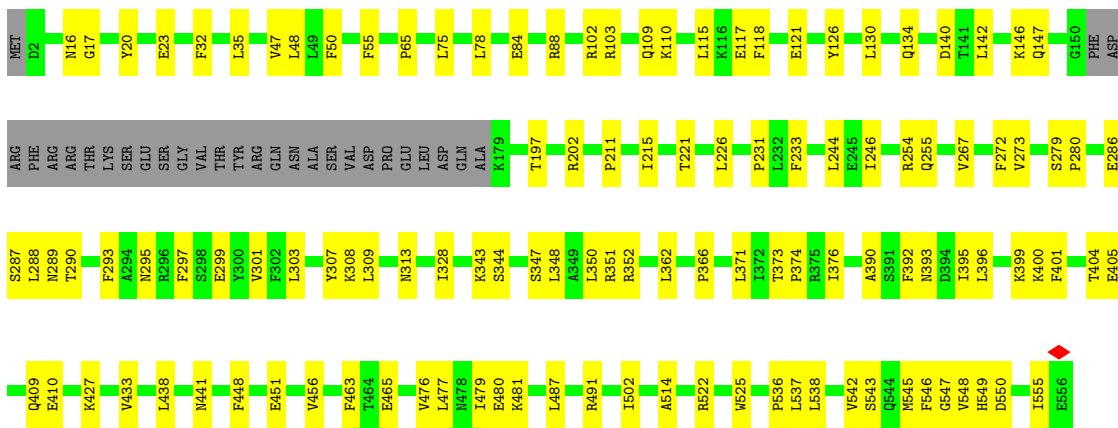 MET D2 N16 G17 Y20 E23 F32 L35 V47 L48 L49 F50 F55 P65 L75 L78 E84 R88 R102 R103 Q109 K110 L115 K116 E117 F118 E121 Y126 L130 Q134 D140 T141 L142 K146 Q147 G150 PHE ASP
ARG PHE ARG ARG THR LYS SER GLU SER GLY VAL THR TYR ARG GLN ASN ALA SER VAL ASP PRO GLU LEU ASP GLN ALA K179 T197 R202 P211 I215 T221 L226 P231 L232 F233 L244 E245 I246 R254 Q255 V267 F272 V273 S279 P280 E286
S287 L288 N289 T290 F293 A294 N295 R296 F297 S298 E299 Y300 V301 F302 L303 Y307 K308 L309 N313 I328 K343 S344 S347 L348 A349 L350 R351 R352 L362 P366 L371 I372 T373 P374 R375 I376 A390 S391 F392 N393 D394 I395 L396 K399 K400 F401 T404 E405
Q409 E410 K427 V433 L438 N441 F448 E451 V456 F463 T464 E465 V476 L477 N478 I479 E480 K481 L487 R491 I502 A514 R522 W525 P536 L537 L538 V542 S543 Q544 M545 F546 G547 V548 H549 D550 I555 E556